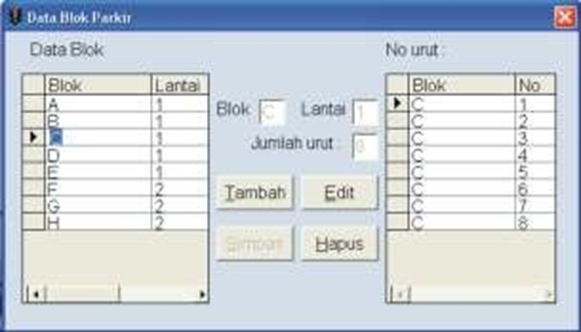 Data Blok Parkir
Data Blok
No urut :
Blok Lantai
A 1
B 1
C 1
D 1
E 1
F 2
G 2
H 2
Blok C Lantai 1
Jumlah urut : 8
Tambah Edit
Simpan Hapus
Blok No
C 1
C 2
C 3
C 4
C 5
C 6
C 7
C 8